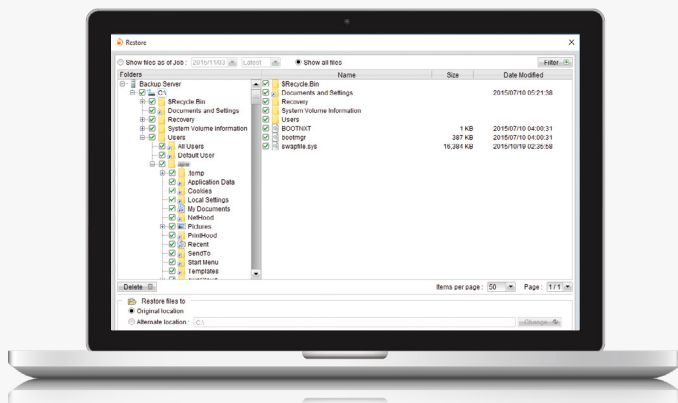 Restore
Show files as of Job : 2015/11/03 Latest Show all files Filter
Folders Name Size Date Modified
Backup Server $Recycle.Bin
C:\ Documents and Settings 2015/07/10 05:21:38
$Recycle Bin Recovery
Documents and Settings System Volume Information
Recovery Users
System Volume Information BOOTNXT 1 KB 2015/07/10 04:00:31
Users bootmgr 387 KB 2015/07/10 04:00:31
All Users swapfile.sys 16,384 KB 2015/10/19 02:35:58
Default User
.temp
Application Data
Cookies
Local Settings
My Documents
NetHood
Pictures
PrintHood
Recent
SendTo
Start Menu
Templates
Delete Items per page : 50 Page : 1 / 1
Restore files to
Original location
Alternate location : C:\ Change